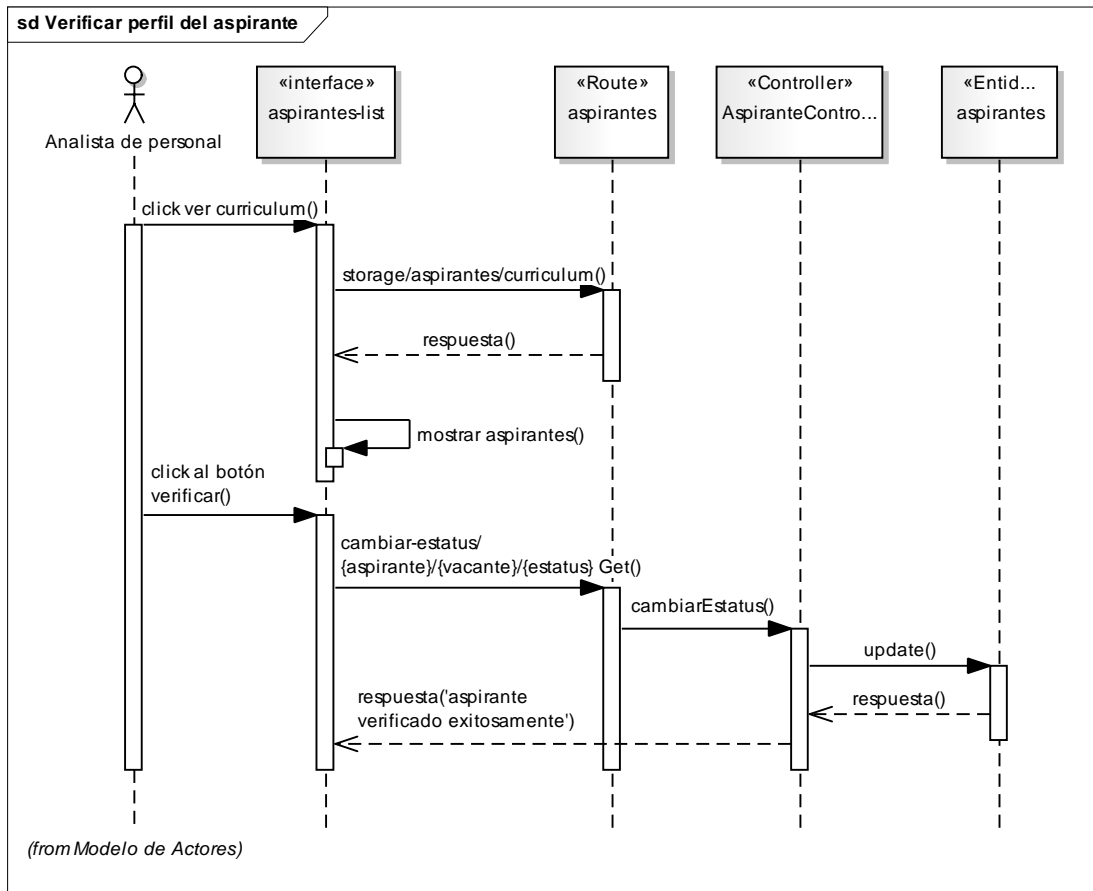 sd Verificar perfil del aspirante
Analista de personal
«interface»
aspirantes-list
«Route»
aspirantes
«Controller»
AspiranteContro...
«Entid...
aspirantes
click ver curriculum()
storage/aspirantes/curriculum()
respuesta()
mostrar aspirantes()
click al botón
verificar()
cambiar-estatus/
{aspirante}/{vacante}/{estatus} Get()
cambiarEstatus()
update()
respuesta()
respuesta('aspirante
verificado exitosamente')
(from Modelo de Actores)